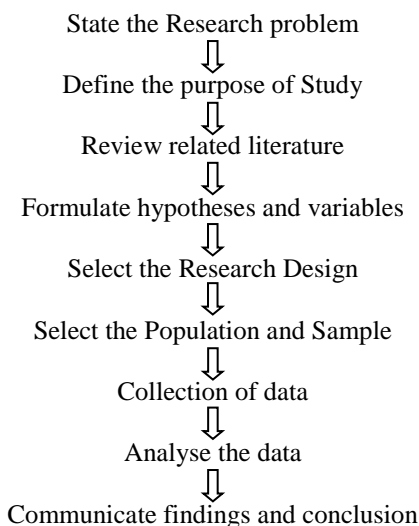 State the Research problem
Define the purpose of Study
Review related literature
Formulate hypotheses and variables
Select the Research Design
Select the Population and Sample
Collection of data
Analyse the data
Communicate findings and conclusion